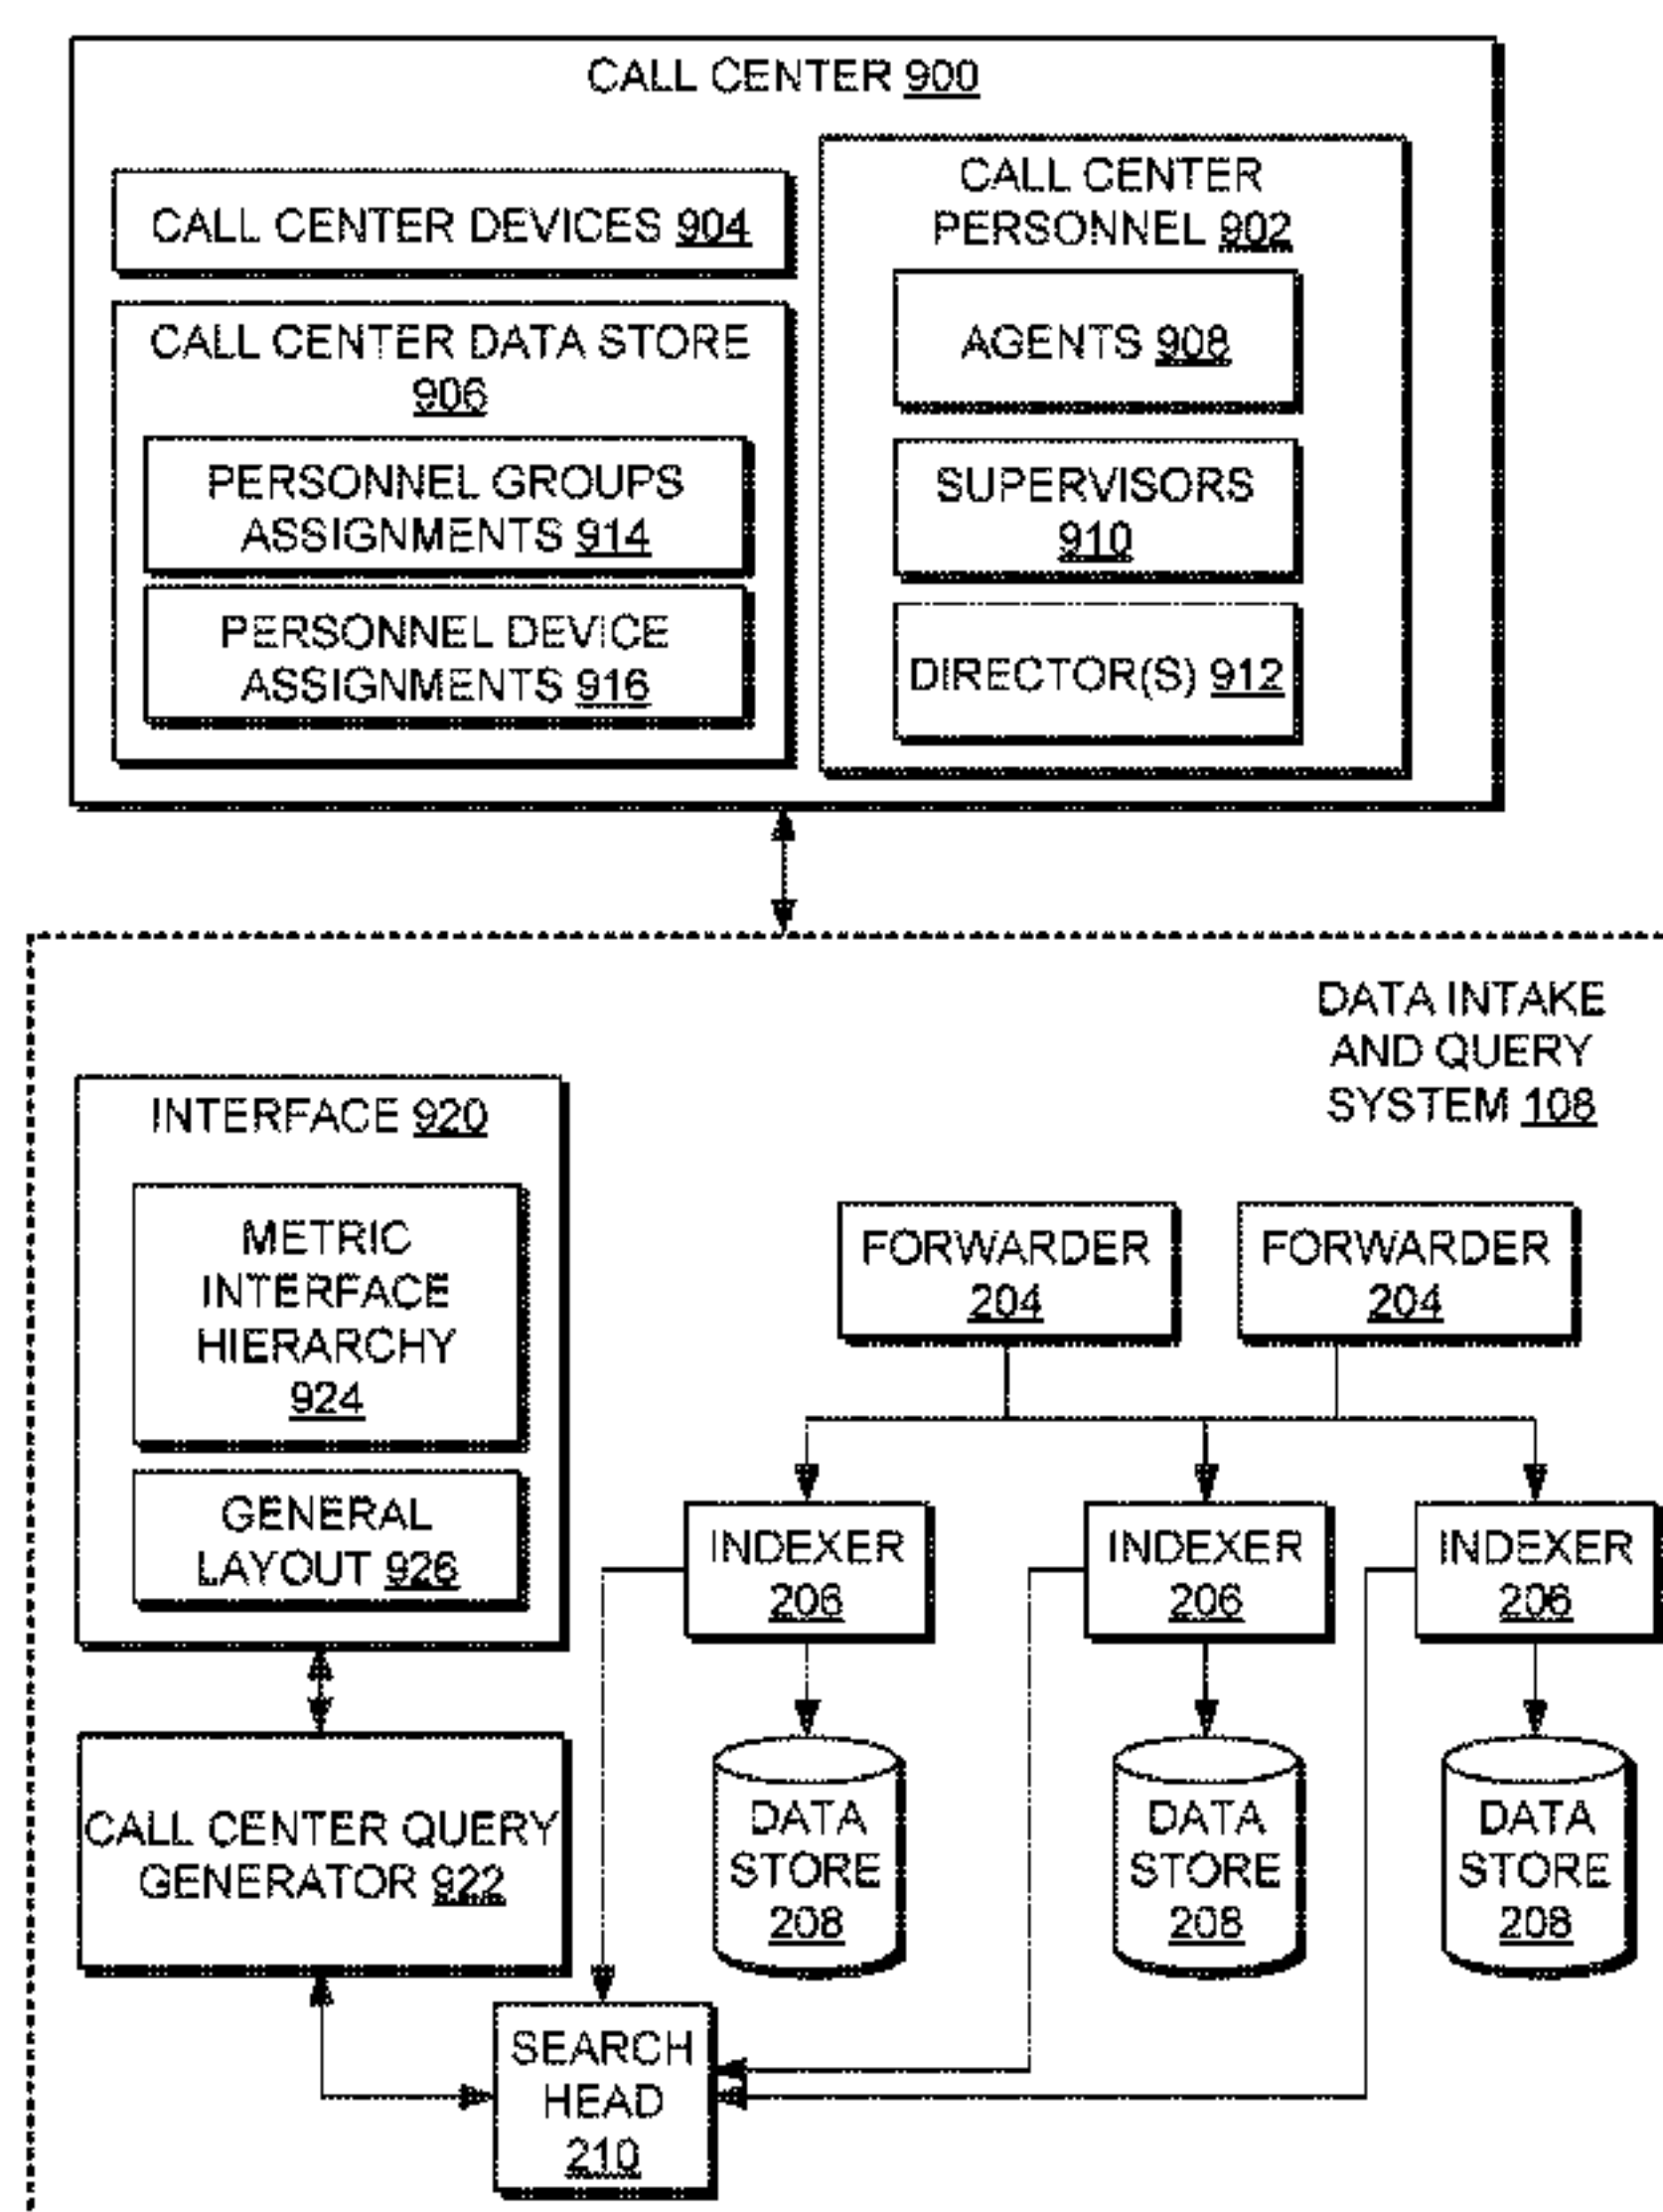 CALL CENTER 900
CALL CENTER DEVICES 904
CALL CENTER DATA STORE
906
PERSONNEL GROUPS
ASSIGNMENTS 914
PERSONNEL DEVICE
ASSIGNMENTS 916
CALL CENTER
PERSONNEL 902
AGENTS 908
SUPERVISORS
910
DIRECTOR(S) 912
DATA INTAKE
AND QUERY
SYSTEM 108
INTERFACE 920
METRIC
INTERFACE
HIERARCHY
924
GENERAL
LAYOUT 926
CALL CENTER QUERY
GENERATOR 922
FORWARDER
204
FORWARDER
204
INDEXER
206
INDEXER
206
INDEXER
206
DATA
STORE
208
DATA
STORE
208
DATA
STORE
208
SEARCH
HEAD
210